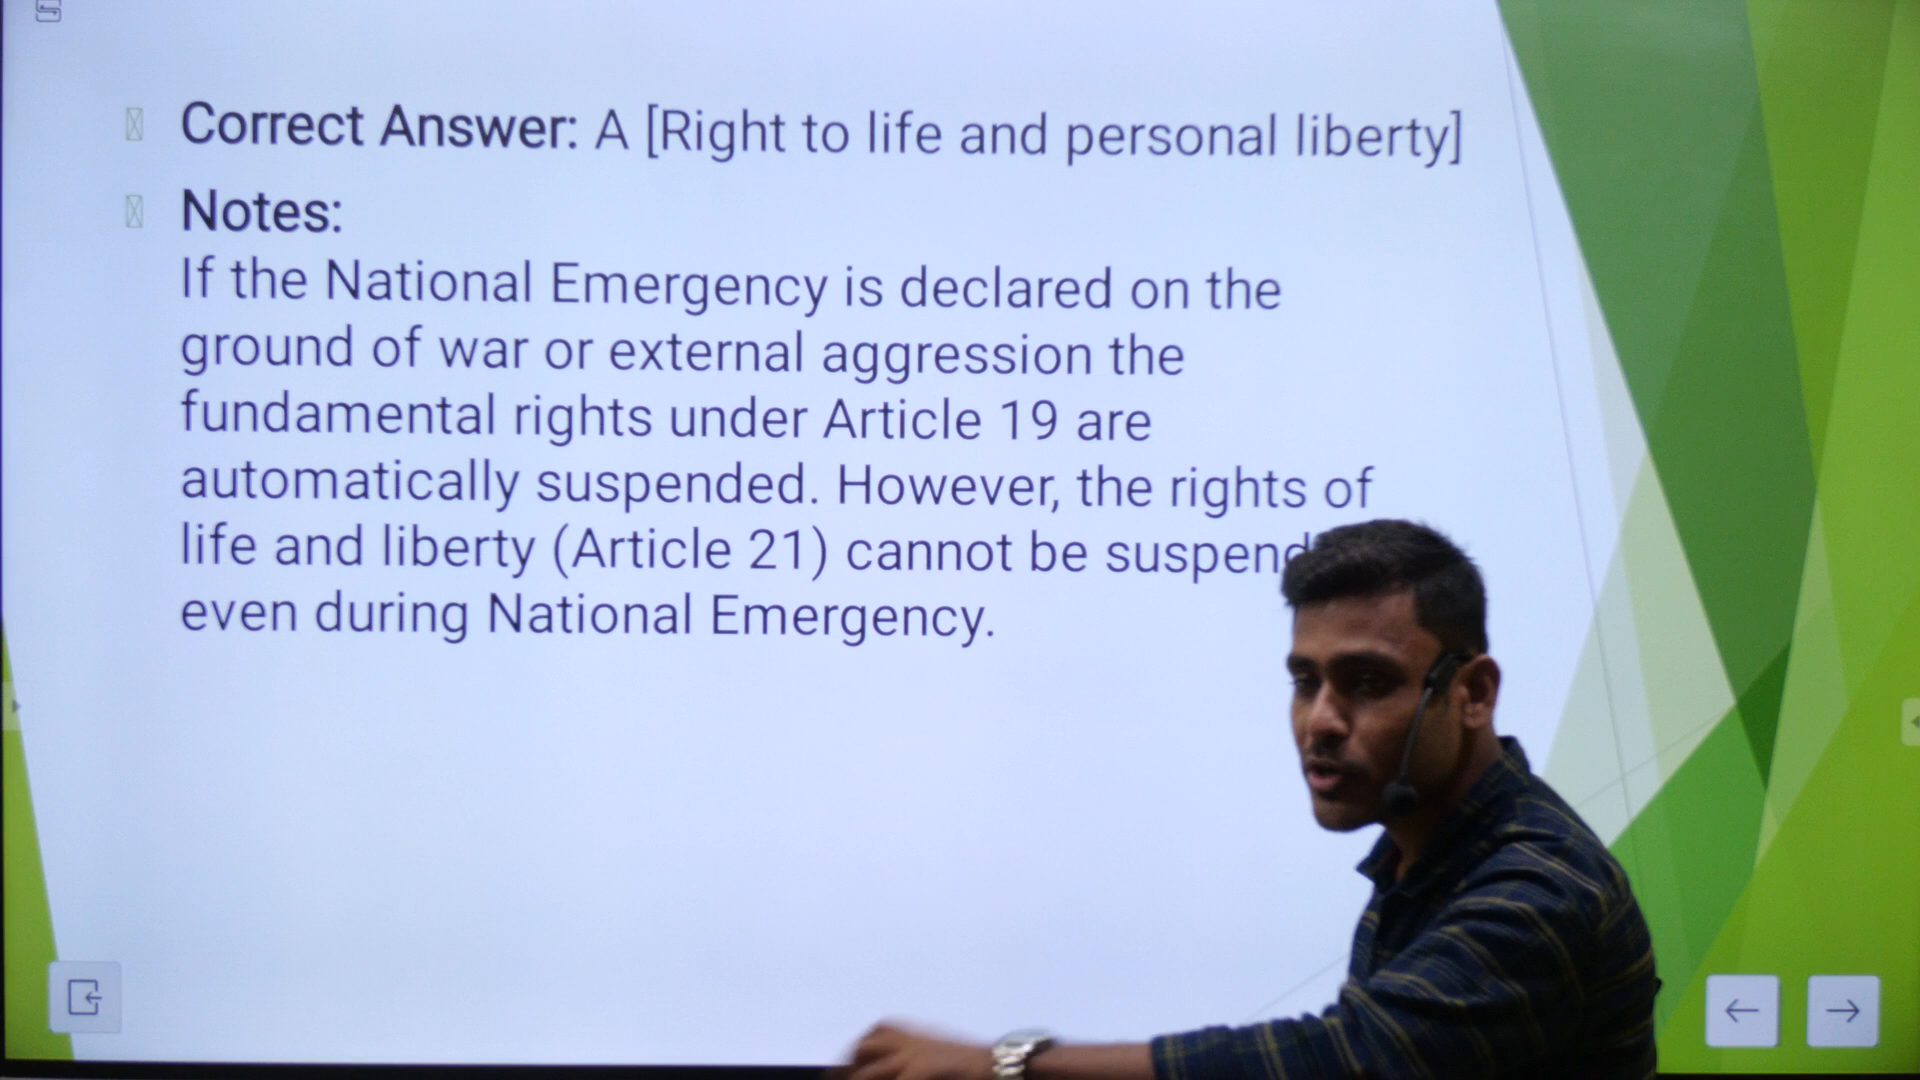 Correct Answer: A [Right to life and personal liberty]
Notes:
If the National Emergency is declared on the
ground of war or external aggression the
fundamental rights under Article 19 are
automatically suspended. However, the rights of
life and liberty (Article 21) cannot be
even during National Emergency.